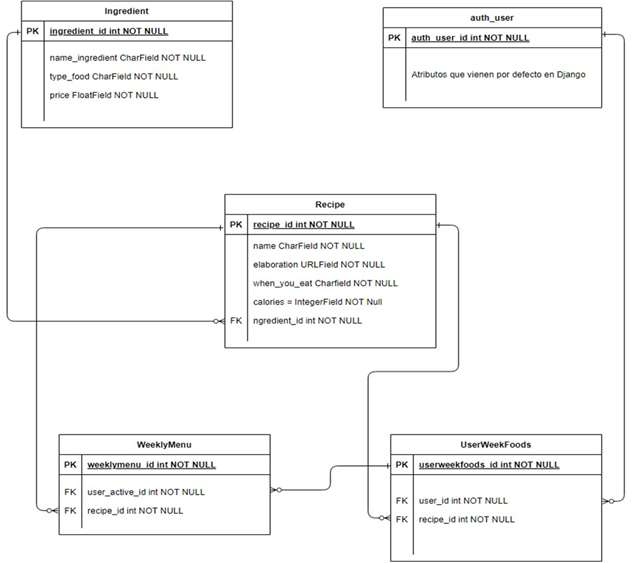 Ingredient
PK ingredient_id int NOT NULL
name_ingredient CharField NOT NULL
type_food CharField NOT NULL
price FloatField NOT NULL
auth_user
PK auth_user_id int NOT NULL
Atributos que vienen por defecto en Django
Recipe
PK recipe_id int NOT NULL
name CharField NOT NULL
elaboration URLField NOT NULL
when_you_eat Charfield NOT NULL
calories = IntegerField NOT Null
FK ngredient_id int NOT NULL
WeeklyMenu
PK weeklymenu_id int NOT NULL
FK user_active_id int NOT NULL
FK recipe_id int NOT NULL
UserWeekFoods
PK userweekfoods_id int NOT NULL
FK user_id int NOT NULL
FK recipe_id int NOT NULL